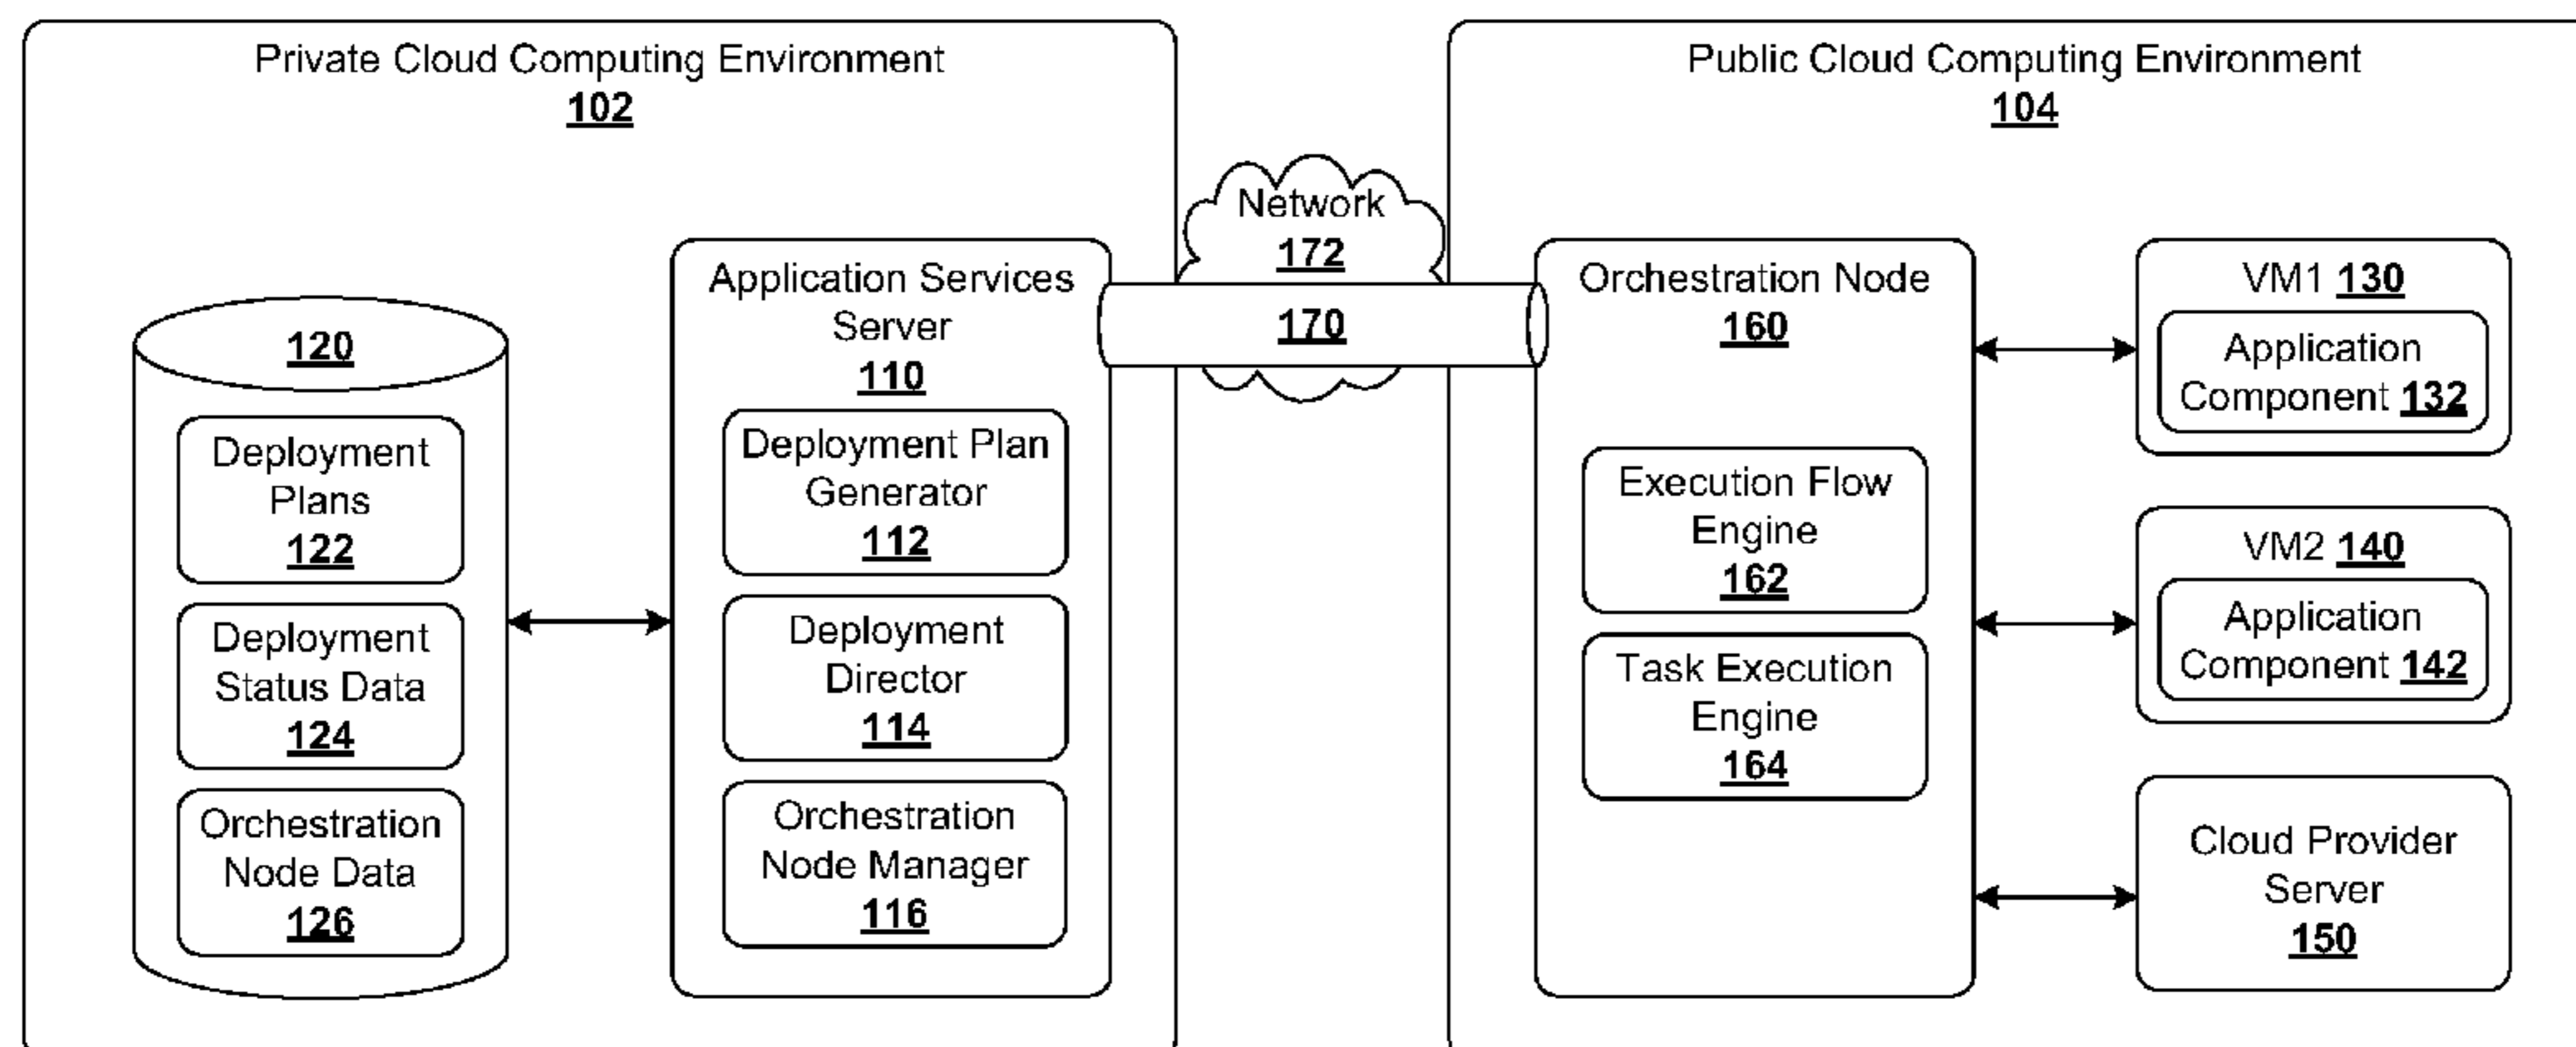 Private Cloud Computing Environment
102
120
Deployment
Plans
122
Deployment
Status Data
124
Orchestration
Node Data
126
Application Services
Server
110
Deployment Plan
Generator
112
Deployment
Director
114
Orchestration
Node Manager
116
Network
172
170
Public Cloud Computing Environment
104
Orchestration Node
160
Execution Flow
Engine
162
Task Execution
Engine
164
VM1 130
Application
Component 132
VM2 140
Application
Component 142
Cloud Provider
Server
150